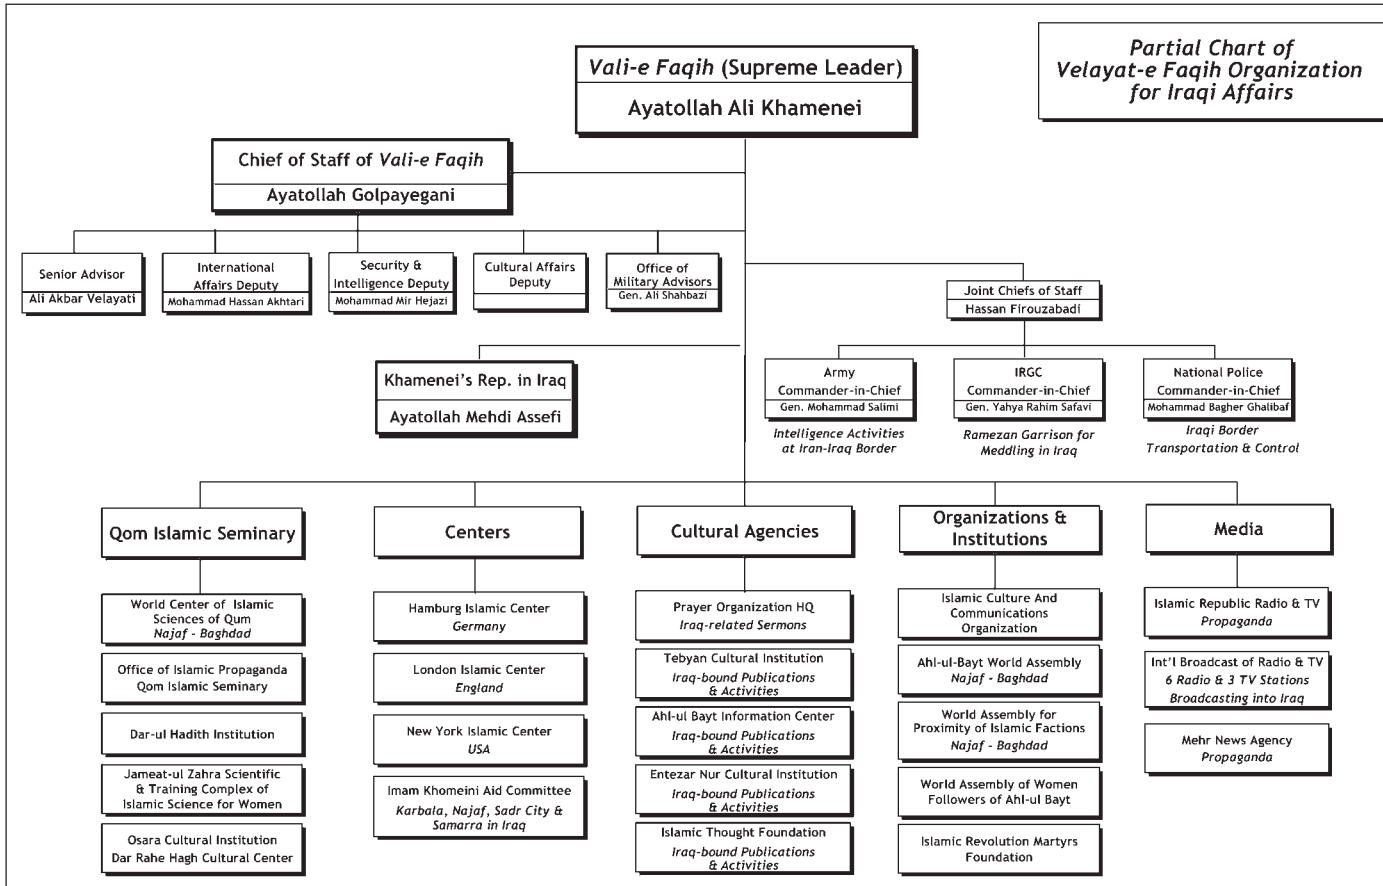 Partial Chart of
Velayat-e Faqih Organization
for Iraqi Affairs
Vali-e Faqih (Supreme Leader)
Ayatollah Ali Khamenei
Chief of Staff of Vali-e Faqih
Ayatollah Golpayegani
Senior Advisor
Ali Akbar Velayati
International
Affairs Deputy
Mohammad Hassan Akhtari
Security &
Intelligence Deputy
Mohammad Mir Hejazi
Cultural Affairs
Deputy
Office of
Military Advisors
Gen. Ali Shahbazi
Joint Chiefs of Staff
Hassan Firouzabadi
Khamenei's Rep. in Iraq
Ayatollah Mehdi Assefi
Army
Commander-in-Chief
Gen. Mohammad Salimi
Intelligence Activities
at Iran-Iraq Border
IRGC
Commander-in-Chief
Gen. Yahya Rahim Safavi
Ramezan Garrison for
Meddling in Iraq
National Police
Commander-in-Chief
Mohammad Bagher Ghalibaf
Iraqi Border
Transportation & Control
Qom Islamic Seminary
World Center of Islamic
Sciences of Qum
Najaf - Baghdad
Office of Islamic Propaganda
Qom Islamic Seminary
Dar-ul Hadith Institution
Jameat-ul Zahra Scientific
& Training Complex of
Islamic Science for Women
Osara Cultural Institution
Dar Rahe Hagh Cultural Center
Centers
Hamburg Islamic Center
Germany
London Islamic Center
England
New York Islamic Center
USA
Imam Khomeini Aid Committee
Karbala, Najaf, Sadr City &
Samarra in Iraq
Cultural Agencies
Prayer Organization HQ
Iraq-related Sermons
Tebyan Cultural Institution
Iraq-bound Publications
& Activities
Ahl-ul Bayt Information Center
Iraq-bound Publications
& Activities
Entezar Nur Cultural Institution
Iraq-bound Publications
& Activities
Islamic Thought Foundation
Iraq-bound Publications
& Activities
Organizations &
Institutions
Islamic Culture And
Communications
Organization
Ahl-ul-Bayt World Assembly
Najaf - Baghdad
World Assembly for
Proximity of Islamic Factions
Najaf - Baghdad
World Assembly of Women
Followers of Ahl-ul Bayt
Islamic Revolution Martyrs
Foundation
Media
Islamic Republic Radio & TV
Propaganda
Int'l Broadcast of Radio & TV
6 Radio & 3 TV Stations
Broadcasting into Iraq
Mehr News Agency
Propaganda